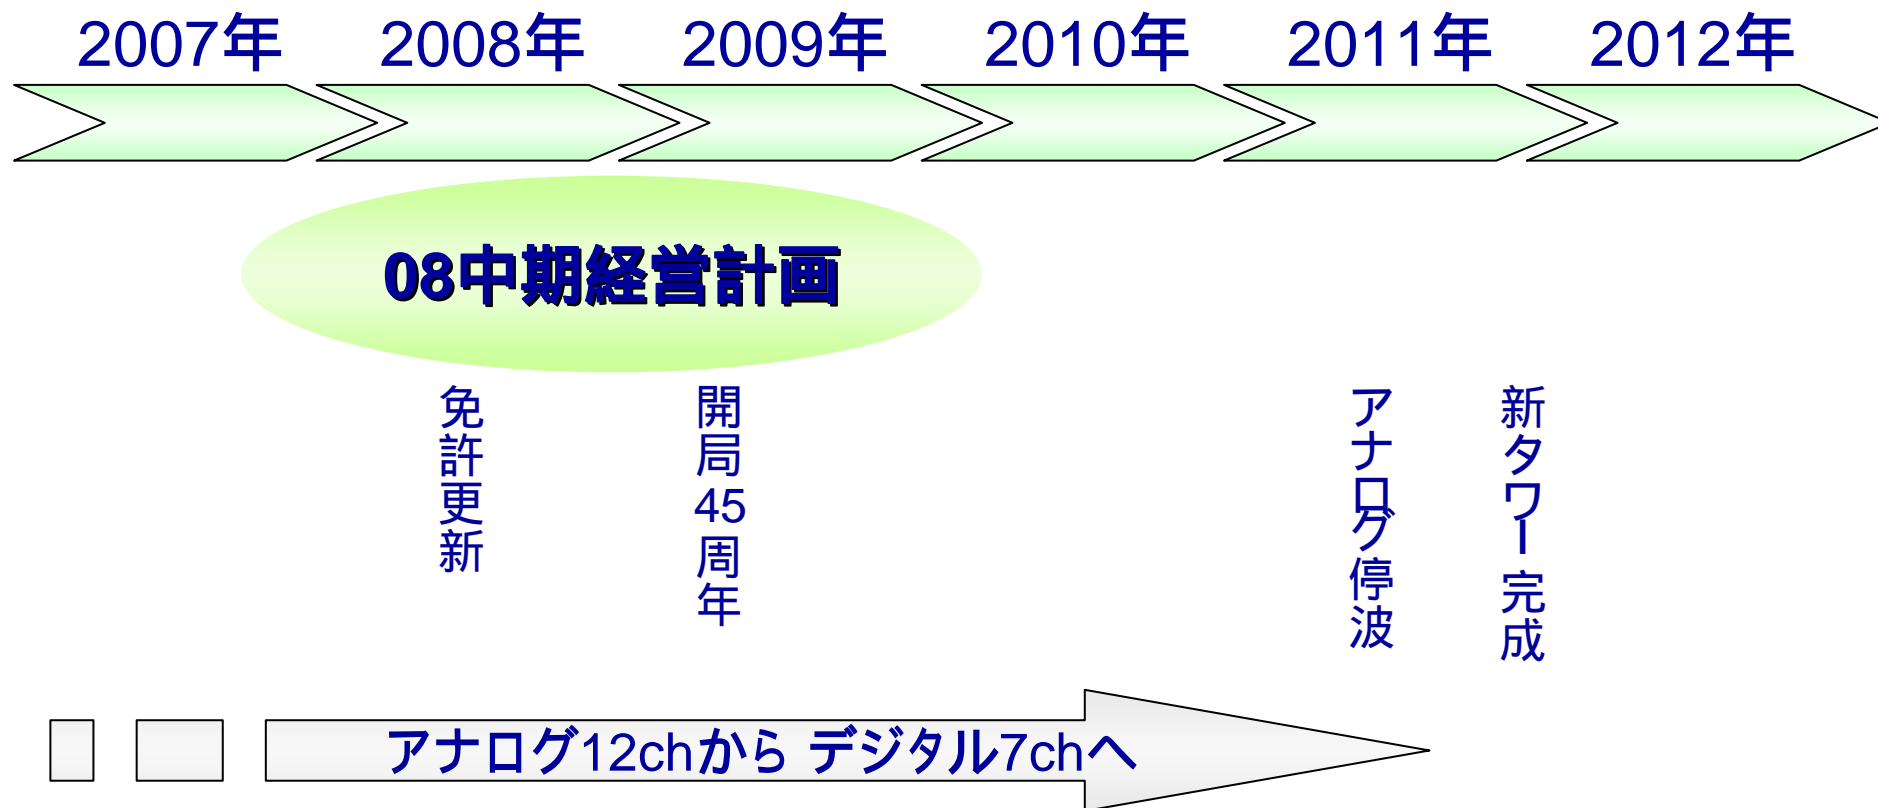 2007年 2008年 2009年 2010年 2011年 2012年
08中期経営計画
免許更新
開局45周年
アナログ停波
新タワー完成
アナログ12chから デジタル7chへ